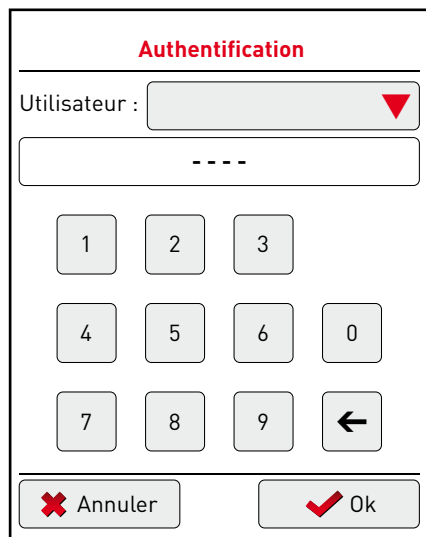 Authentification
Utilisateur :
----
1 2 3
4 5 6 0
7 8 9 ←
Annuler Ok